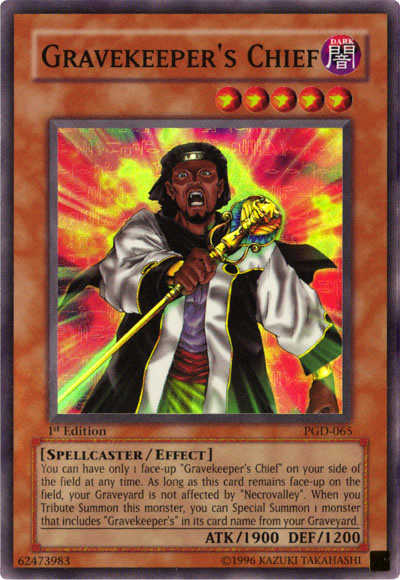 GRAVEKEEPER'S CHIEF
DARK
闇
1st Edition
PGD-065
[SPELLCASTER / EFFECT]
You can have only 1 face-up "Gravekeeper's Chief" on your side
of the field at any time. As long as this card remains face-up on the
field, your Graveyard is not affected by "Necrovalley". When you
Tribute Summon this monster, you can Special Summon 1 monster
that includes "Gravekeeper's" in its card name from your Graveyard.
ATK/1900 DEF/1200
62473983
©1996 KAZUKI TAKAHASHI